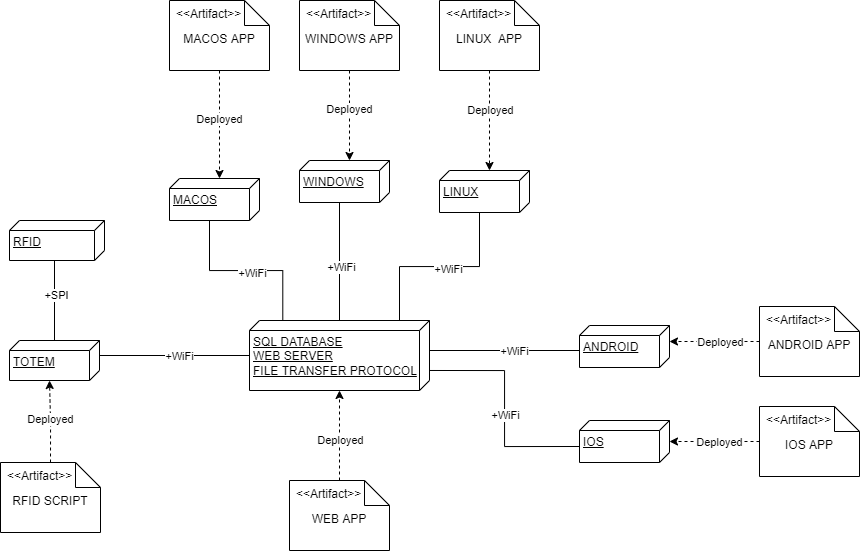 <<Artifact>>
MACOS APP
<<Artifact>>
WINDOWS APP
<<Artifact>>
LINUX APP
Deployed
Deployed
Deployed
MACOS
WINDOWS
LINUX
RFID
+WiFi
+WiFi
+WiFi
+SPI
<<Artifact>>
ANDROID APP
SQL DATABASE
WEB SERVER
FILE TRANSFER PROTOCOL
ANDROID
Deployed
+WiFi
TOTEM
+WiFi
+WiFi
<<Artifact>>
IOS APP
IOS
Deployed
Deployed
Deployed
<<Artifact>>
RFID SCRIPT
<<Artifact>>
WEB APP